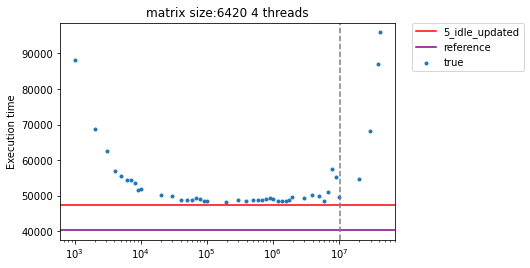 matrix size:6420 4 threads
Execution time
90000
80000
70000
60000
50000
40000
10³
10⁴
10⁵
10⁶
10⁷
5_idle_updated
reference
true